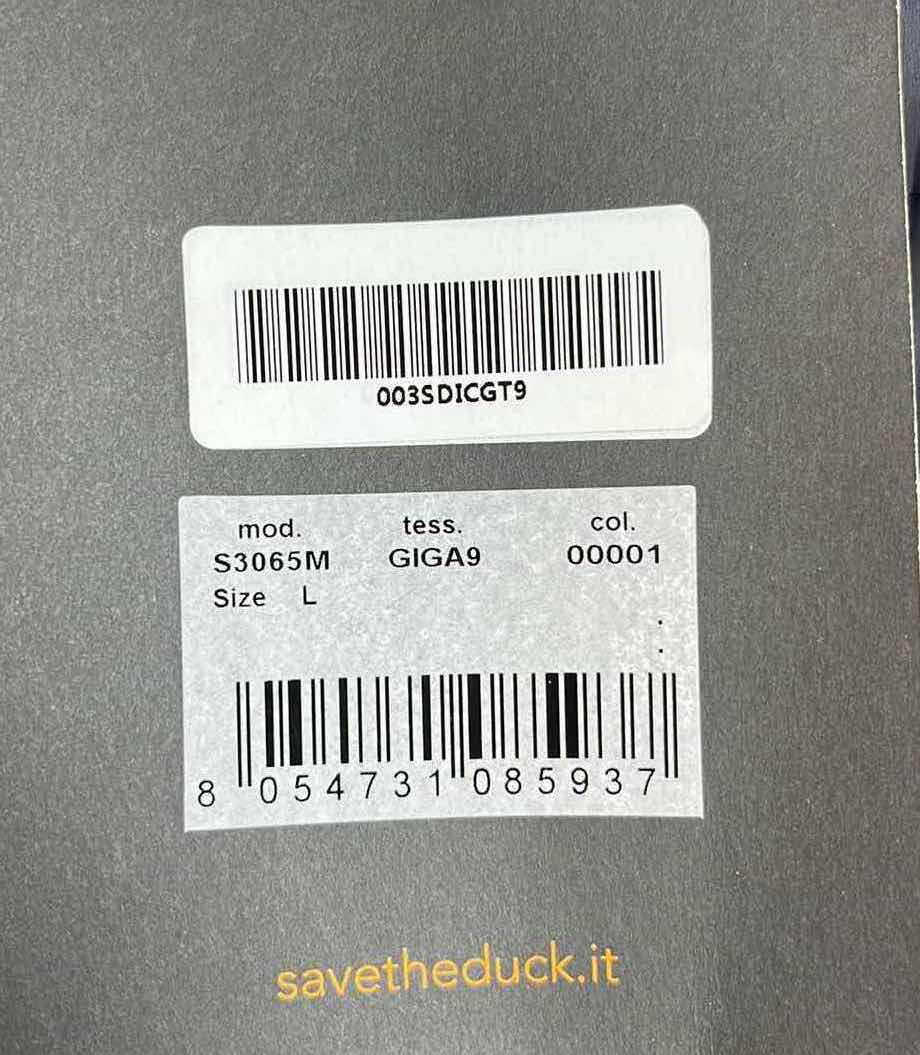 003SDICGT9
mod. tess. col.
S3065M GIGA9 00001
Size L
8 054731 085937
savetheduck.it